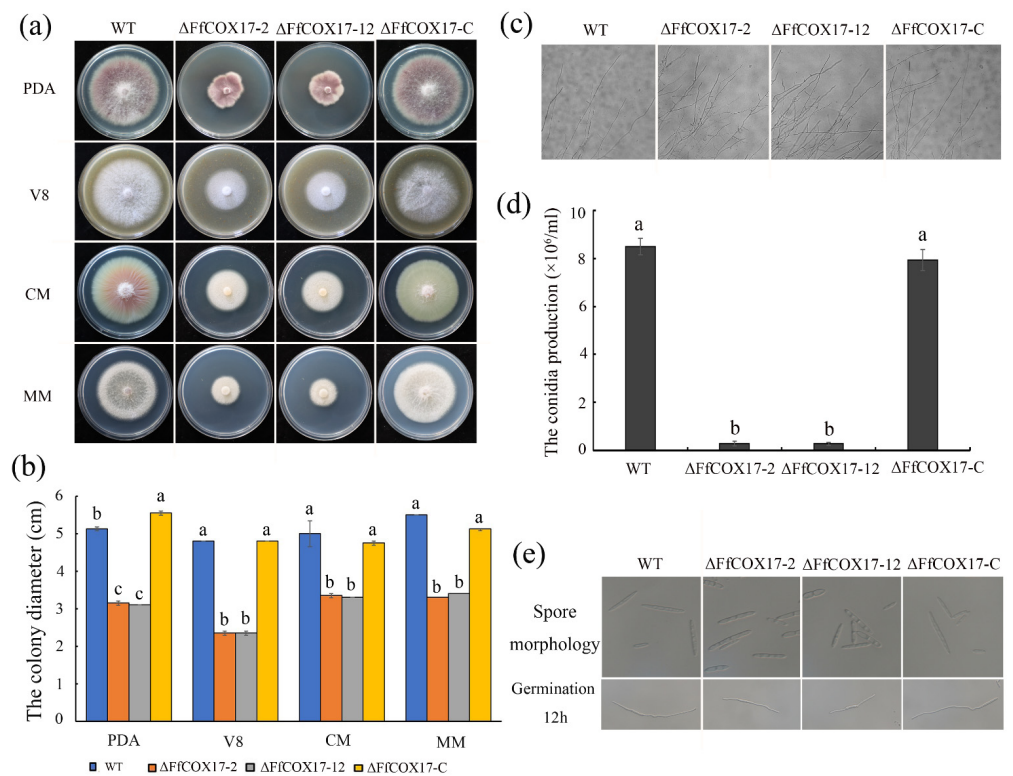 (a)
WT ΔFfCOX17-2 ΔFfCOX17-12 ΔFfCOX17-C
PDA
V8
CM
MM
(b)
The colony diameter (cm)
6
5
4
3
2
1
0
b c c a
a b b a
a b b a
a b b a
PDA V8 CM MM
WT ΔFfCOX17-2 ΔFfCOX17-12 ΔFfCOX17-C
(c)
WT ΔFfCOX17-2 ΔFfCOX17-12 ΔFfCOX17-C
(d)
The conidia production (×10⁶/ml)
10
8
6
4
2
0
a b b a
WT ΔFfCOX17-2 ΔFfCOX17-12 ΔFfCOX17-C
(e)
WT ΔFfCOX17-2 ΔFfCOX17-12 ΔFfCOX17-C
Spore
morphology
Germination
12h